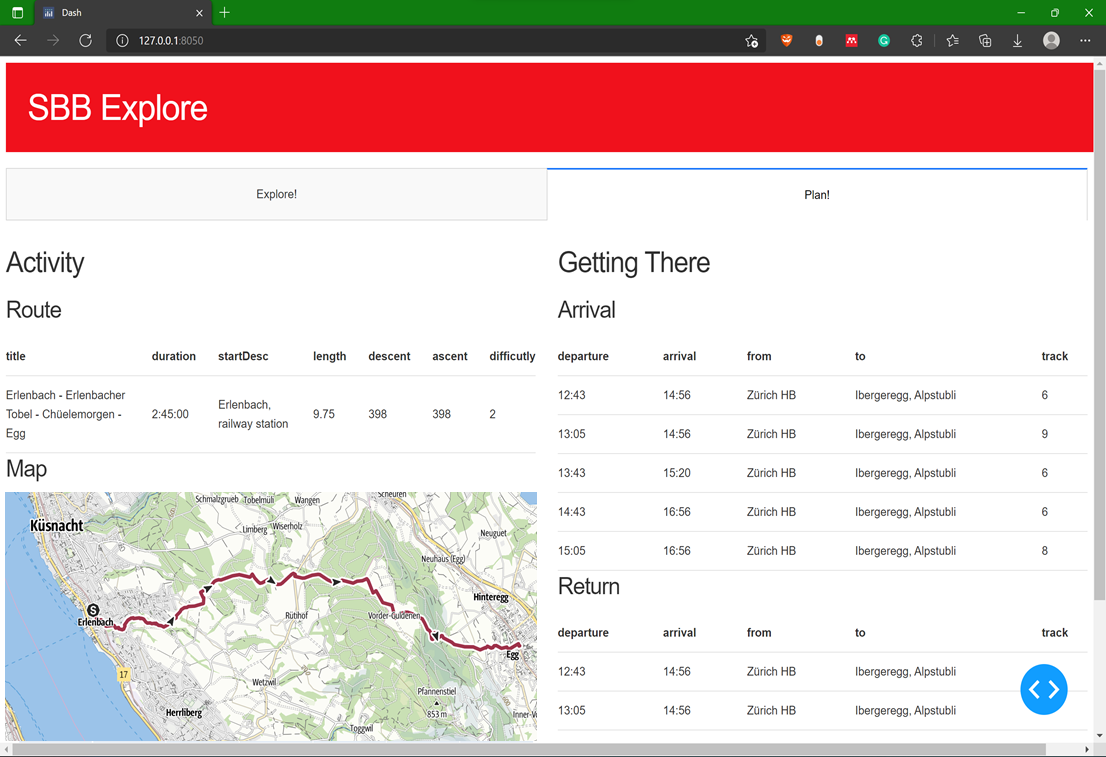 Dash
127.0.0.1:8050
SBB Explore
Explore!
Plan!
Activity
Route
title duration startDesc length descent ascent difficutly
Erlenbach - Erlenbacher
Tobel - Chüelemorgen -
Egg
2:45:00
Erlenbach,
railway station
9.75 398 398 2
Map
Schmalzgrueb Tobelmüli Wangen Scheuren
Küsnacht
Limberg Wiserholz
Neuguet
Neuhaus (Egg)
Hinteregg
S
Erlenbach
Rütihof
Vorder-Guldenen
Egg
17
Wetzwil
Pfannenstiel
853 m
Herrliberg
Toggwil
Getting There
Arrival
departure arrival from to track
12:43 14:56 Zürich HB Ibergeregg, Alpstubli 6
13:05 14:56 Zürich HB Ibergeregg, Alpstubli 9
13:43 15:20 Zürich HB Ibergeregg, Alpstubli 6
14:43 16:56 Zürich HB Ibergeregg, Alpstubli 6
15:05 16:56 Zürich HB Ibergeregg, Alpstubli 8
Return
departure arrival from to track
12:43 14:56 Zürich HB Ibergeregg, Alpstubli
13:05 14:56 Zürich HB Ibergeregg, Alpstubli